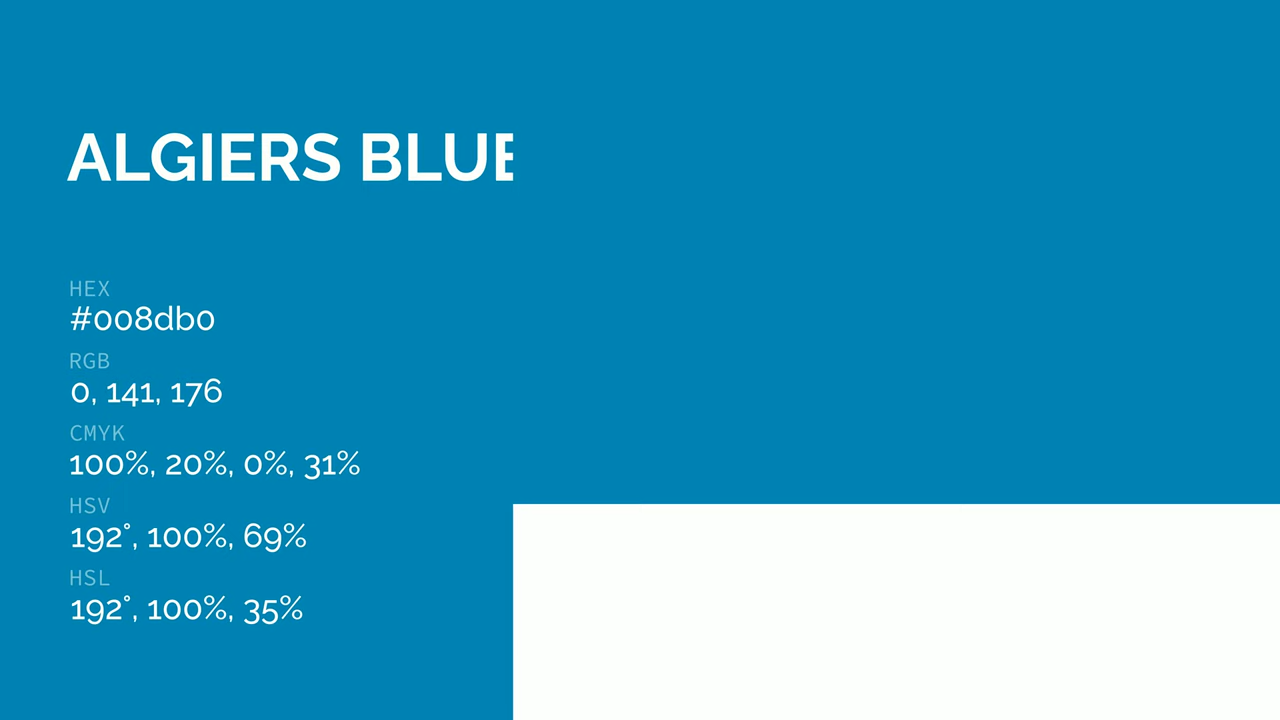 ALGIERS BLUE
HEX
#008db0
RGB
0, 141, 176
CMYK
100%, 20%, 0%, 31%
HSV
192°, 100%, 69%
HSL
192°, 100%, 35%